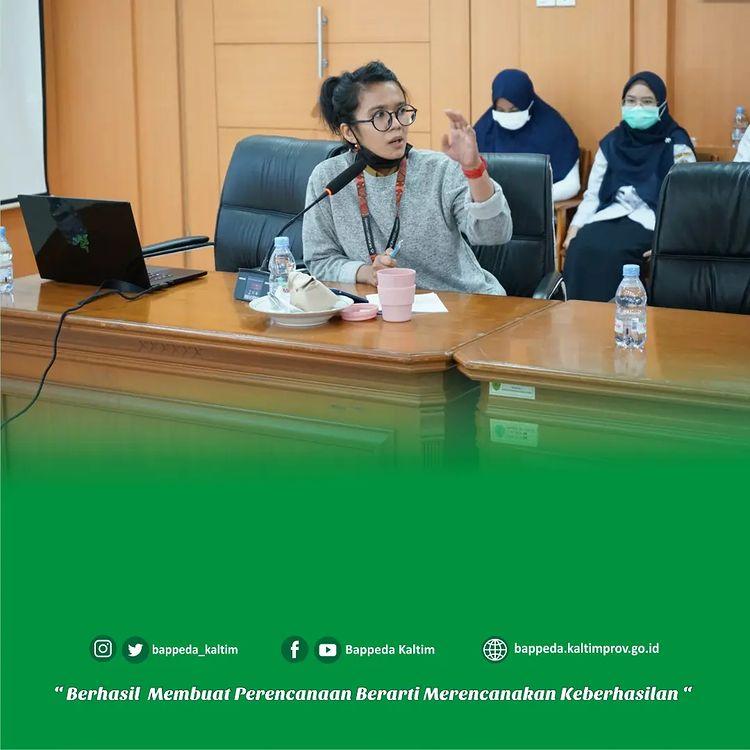 bappeda_kaltim
Bappeda Kaltim
bappeda.kaltimprov.go.id
“ Berhasil Membuat Perencanaan Berarti Merencanakan Keberhasilan “